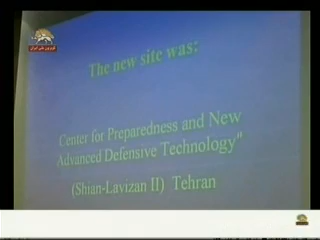 The new site was:
Center for Preparedness and New
Advanced Defensive Technology"
(Shian-Lavizan II) Tehran